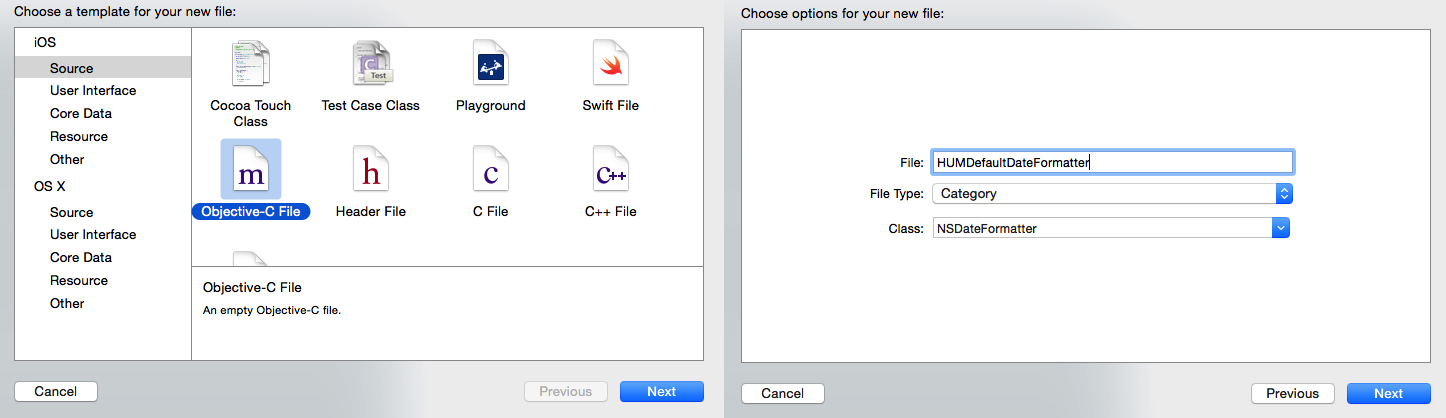 Choose a template for your new file:
iOS
Source
User Interface
Core Data
Resource
Other
OS X
Source
User Interface
Core Data
Resource
Other
Cocoa Touch
Class
Test
Test Case Class
Playground
Swift File
m
Objective-C File
h
Header File
c
C File
C++
C++ File
Objective-C File
An empty Objective-C file.
Cancel
Previous
Next
Choose options for your new file:
File: HUMDefaultDateFormatter
File Type: Category
Class: NSDateFormatter
Cancel
Previous
Next